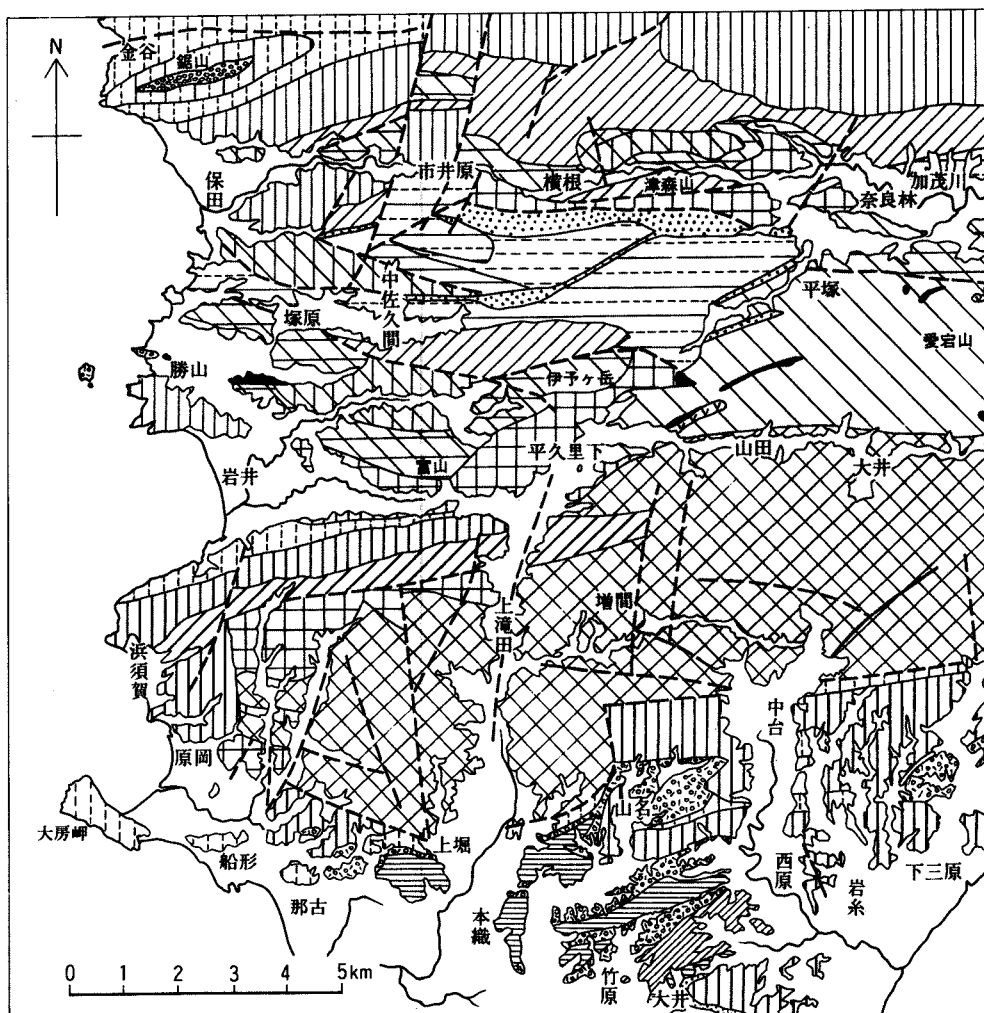 N
金谷
鋸山
保田
市井原
横根
津森山
加茂川
奈良林
中佐久間
平塚
塚原
愛宕山
勝山
伊予ヶ岳
平久里下
山田
大井
富山
岩井
増間
上滝田
浜須賀
中台
原岡
山名
大房岬
船形
上堀
西原
岩糸
下三原
那古
本織
竹原
大井
0 1 2 3 4 5km